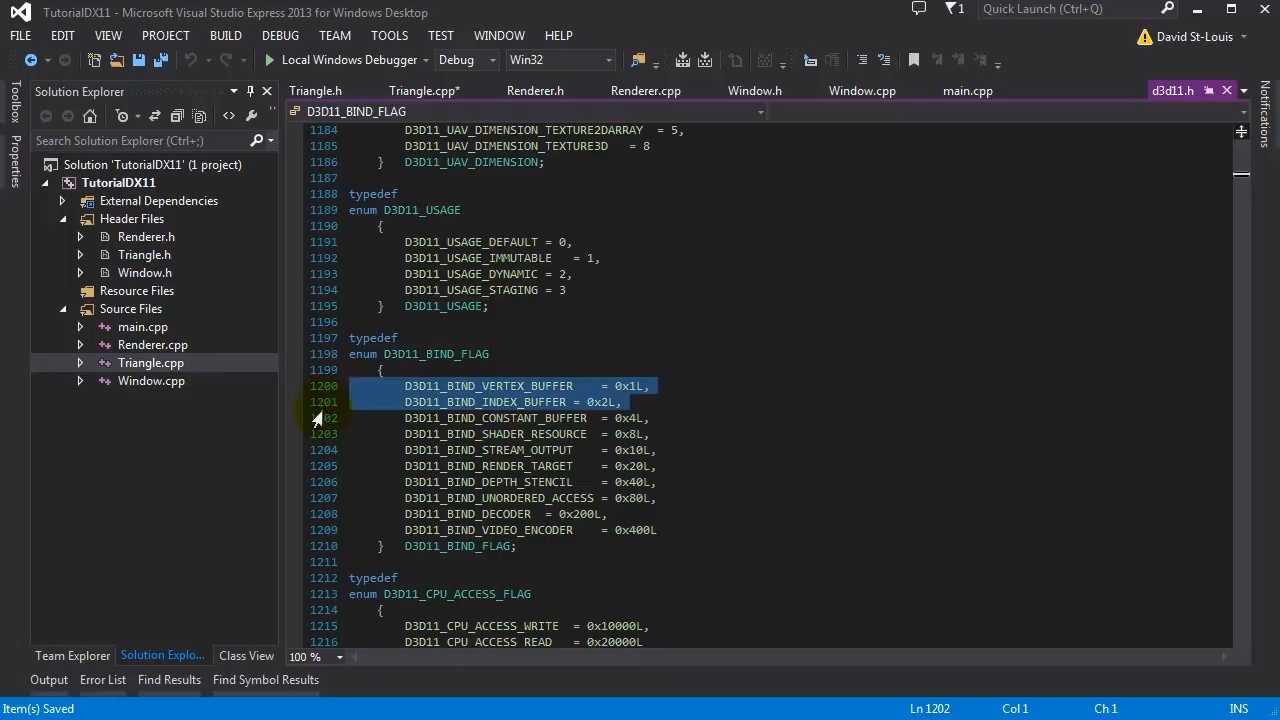 TutorialDX11 - Microsoft Visual Studio Express 2013 for Windows Desktop
1
Quick Launch (Ctrl+Q)
FILE EDIT VIEW PROJECT BUILD DEBUG TEAM TOOLS TEST WINDOW HELP
David St-Louis
Local Windows Debugger Debug Win32
Toolbox
Properties
Solution Explorer
Search Solution Explorer (Ctrl+;)
Solution 'TutorialDX11' (1 project)
TutorialDX11
External Dependencies
Header Files
Renderer.h
Triangle.h
Window.h
Resource Files
Source Files
main.cpp
Renderer.cpp
Triangle.cpp
Window.cpp
Team Explorer Solution Explo... Class View
Triangle.h Triangle.cpp* Renderer.h Renderer.cpp Window.h Window.cpp main.cpp d3d11.h
D3D11_BIND_FLAG
1184 D3D11_UAV_DIMENSION_TEXTURE2DARRAY = 5,
1185 D3D11_UAV_DIMENSION_TEXTURE3D = 8
1186 } D3D11_UAV_DIMENSION;
1187
1188 typedef
1189 enum D3D11_USAGE
1190 {
1191 D3D11_USAGE_DEFAULT = 0,
1192 D3D11_USAGE_IMMUTABLE = 1,
1193 D3D11_USAGE_DYNAMIC = 2,
1194 D3D11_USAGE_STAGING = 3
1195 } D3D11_USAGE;
1196
1197 typedef
1198 enum D3D11_BIND_FLAG
1199 {
1200 D3D11_BIND_VERTEX_BUFFER = 0x1L,
1201 D3D11_BIND_INDEX_BUFFER = 0x2L,
1202 D3D11_BIND_CONSTANT_BUFFER = 0x4L,
1203 D3D11_BIND_SHADER_RESOURCE = 0x8L,
1204 D3D11_BIND_STREAM_OUTPUT = 0x10L,
1205 D3D11_BIND_RENDER_TARGET = 0x20L,
1206 D3D11_BIND_DEPTH_STENCIL = 0x40L,
1207 D3D11_BIND_UNORDERED_ACCESS = 0x80L,
1208 D3D11_BIND_DECODER = 0x200L,
1209 D3D11_BIND_VIDEO_ENCODER = 0x400L
1210 } D3D11_BIND_FLAG;
1211
1212 typedef
1213 enum D3D11_CPU_ACCESS_FLAG
1214 {
1215 D3D11_CPU_ACCESS_WRITE = 0x10000L,
1216 D3D11_CPU_ACCESS_READ = 0x20000L
100 %
Notifications
Output Error List Find Results Find Symbol Results
Item(s) Saved Ln 1202 Col 1 Ch 1 INS